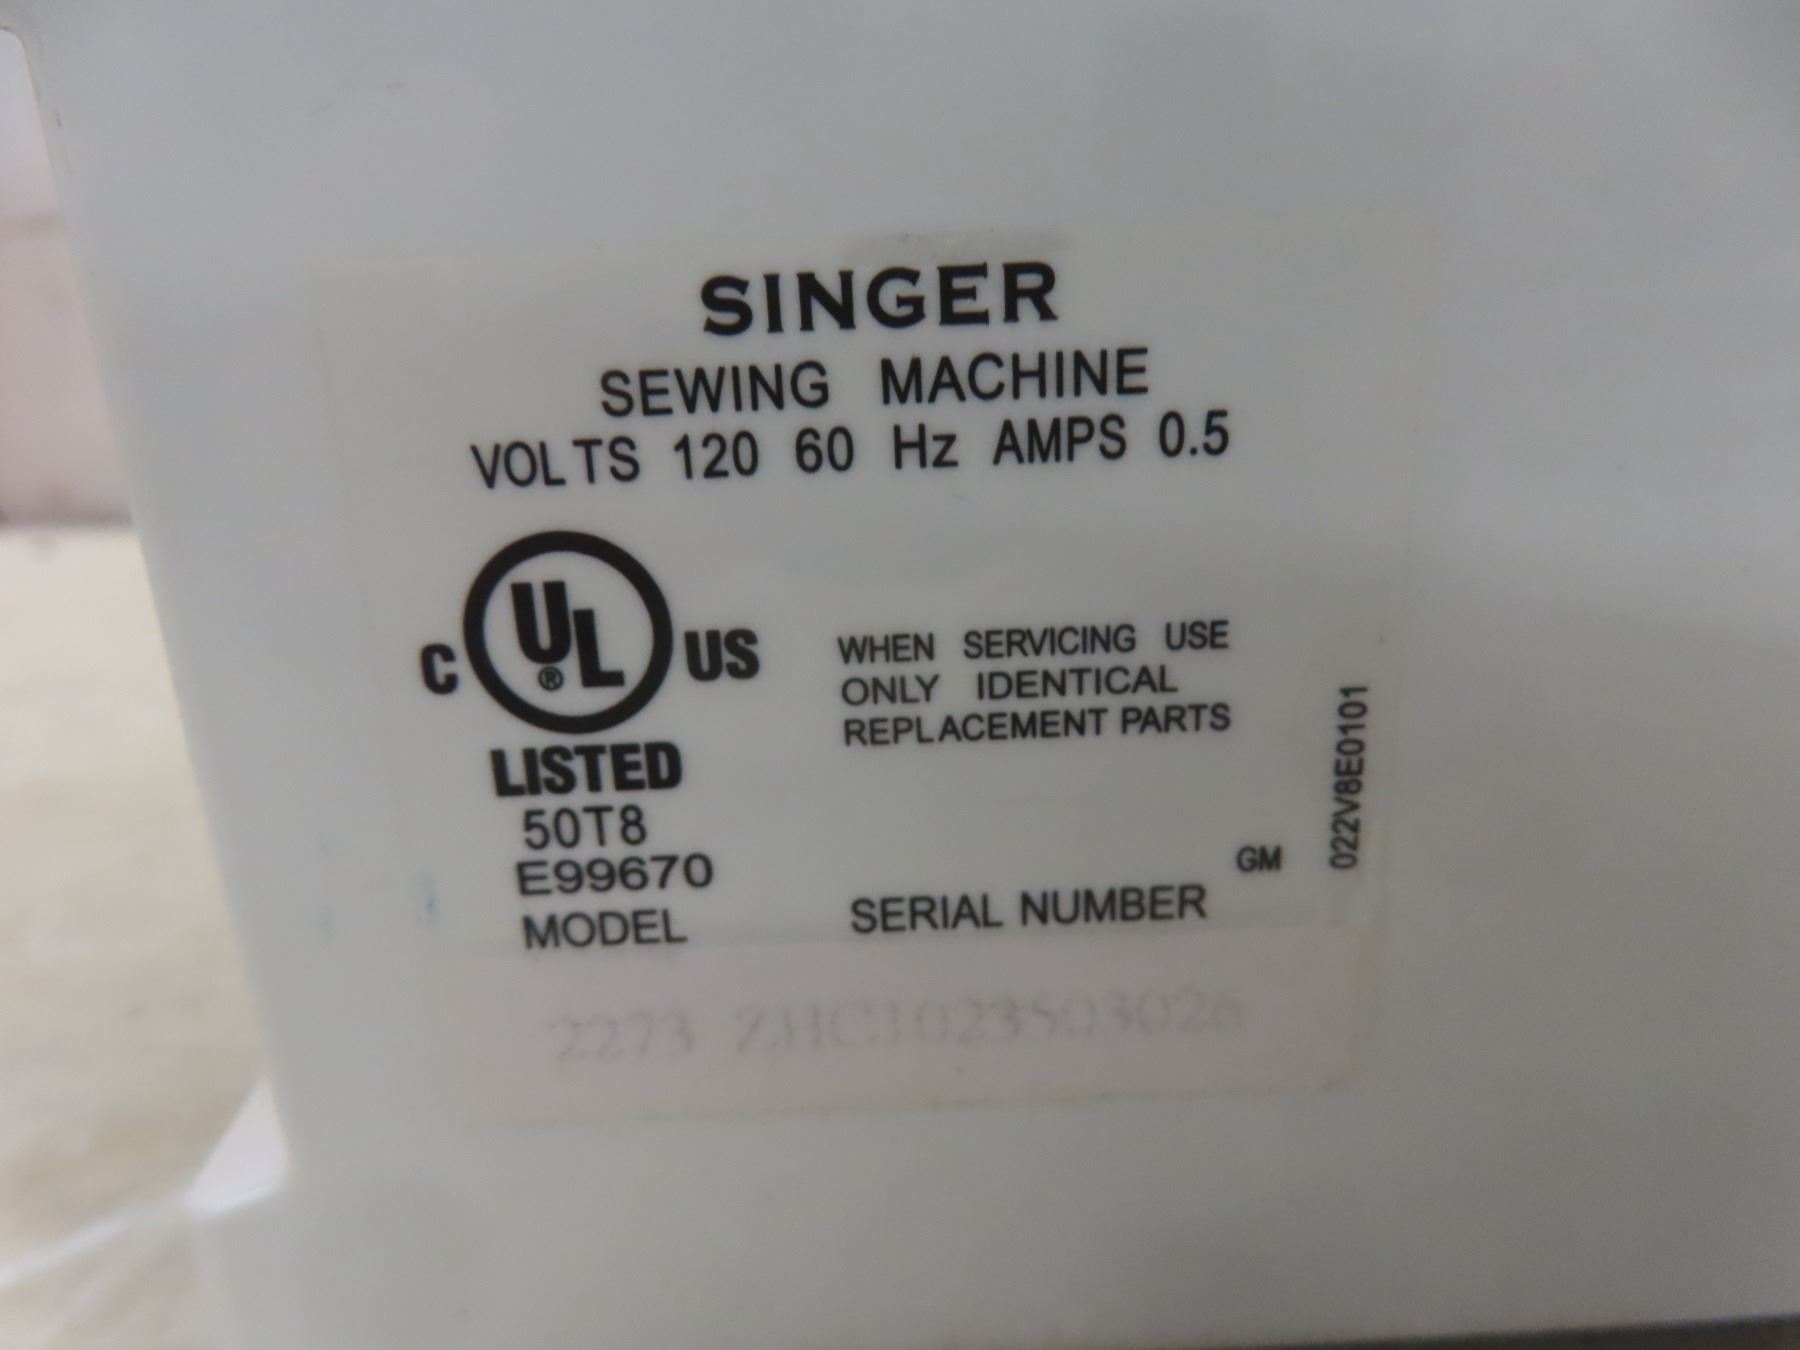 SINGER
SEWING MACHINE
VOLTS 120 60 Hz AMPS 0.5
C UL® US
LISTED
50T8
E99670
WHEN SERVICING USE
ONLY IDENTICAL
REPLACEMENT PARTS
022V8E0101
GM
MODEL SERIAL NUMBER
2273 ZHC1023503026